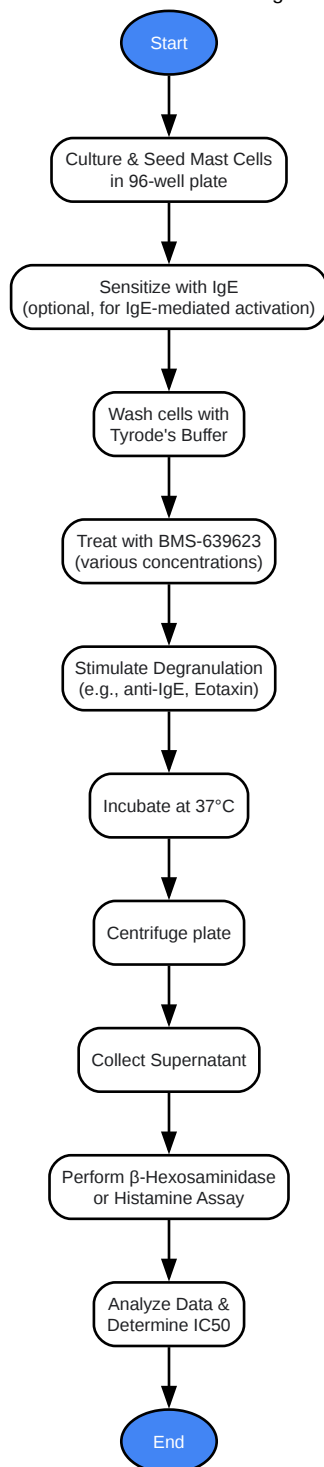 Start
Culture & Seed Mast Cells
in 96-well plate
Sensitize with IgE
(optional, for IgE-mediated activation)
Wash cells with
Tyrode's Buffer
Treat with BMS-639623
(various concentrations)
Stimulate Degranulation
(e.g., anti-IgE, Eotaxin)
Incubate at 37°C
Centrifuge plate
Collect Supernatant
Perform β-Hexosaminidase
or Histamine Assay
Analyze Data &
Determine IC50
End